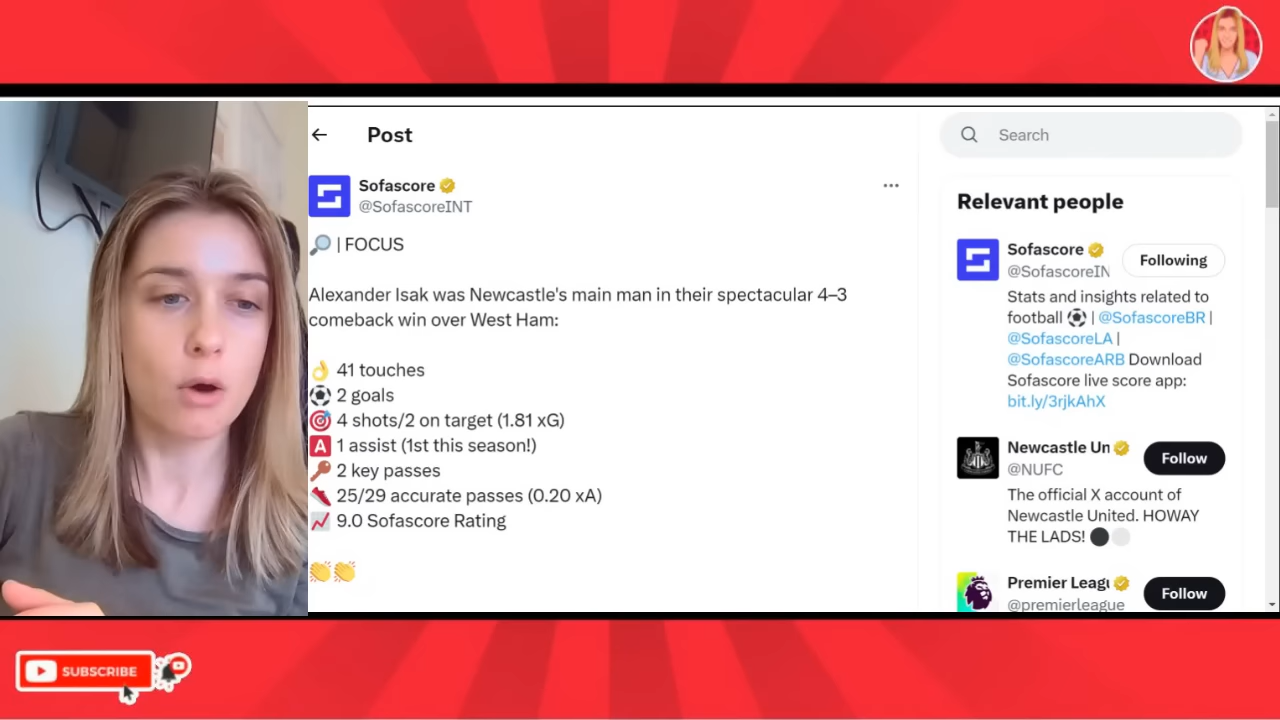 Post
Search
Sofascore
@SofascoreINT
| FOCUS
Alexander Isak was Newcastle's main man in their spectacular 4–3
comeback win over West Ham:
41 touches
2 goals
4 shots/2 on target (1.81 xG)
A 1 assist (1st this season!)
2 key passes
25/29 accurate passes (0.20 xA)
9.0 Sofascore Rating
Relevant people
Sofascore
@SofascoreIN
Following
Stats and insights related to
football ⚽ | @SofascoreBR |
@SofascoreLA |
@SofascoreARB Download
Sofascore live score app:
bit.ly/3rjkAhX
Newcastle Un
@NUFC
Follow
The official X account of
Newcastle United. HOWAY
THE LADS!
Premier Leagu
@premierleague
Follow
SUBSCRIBE